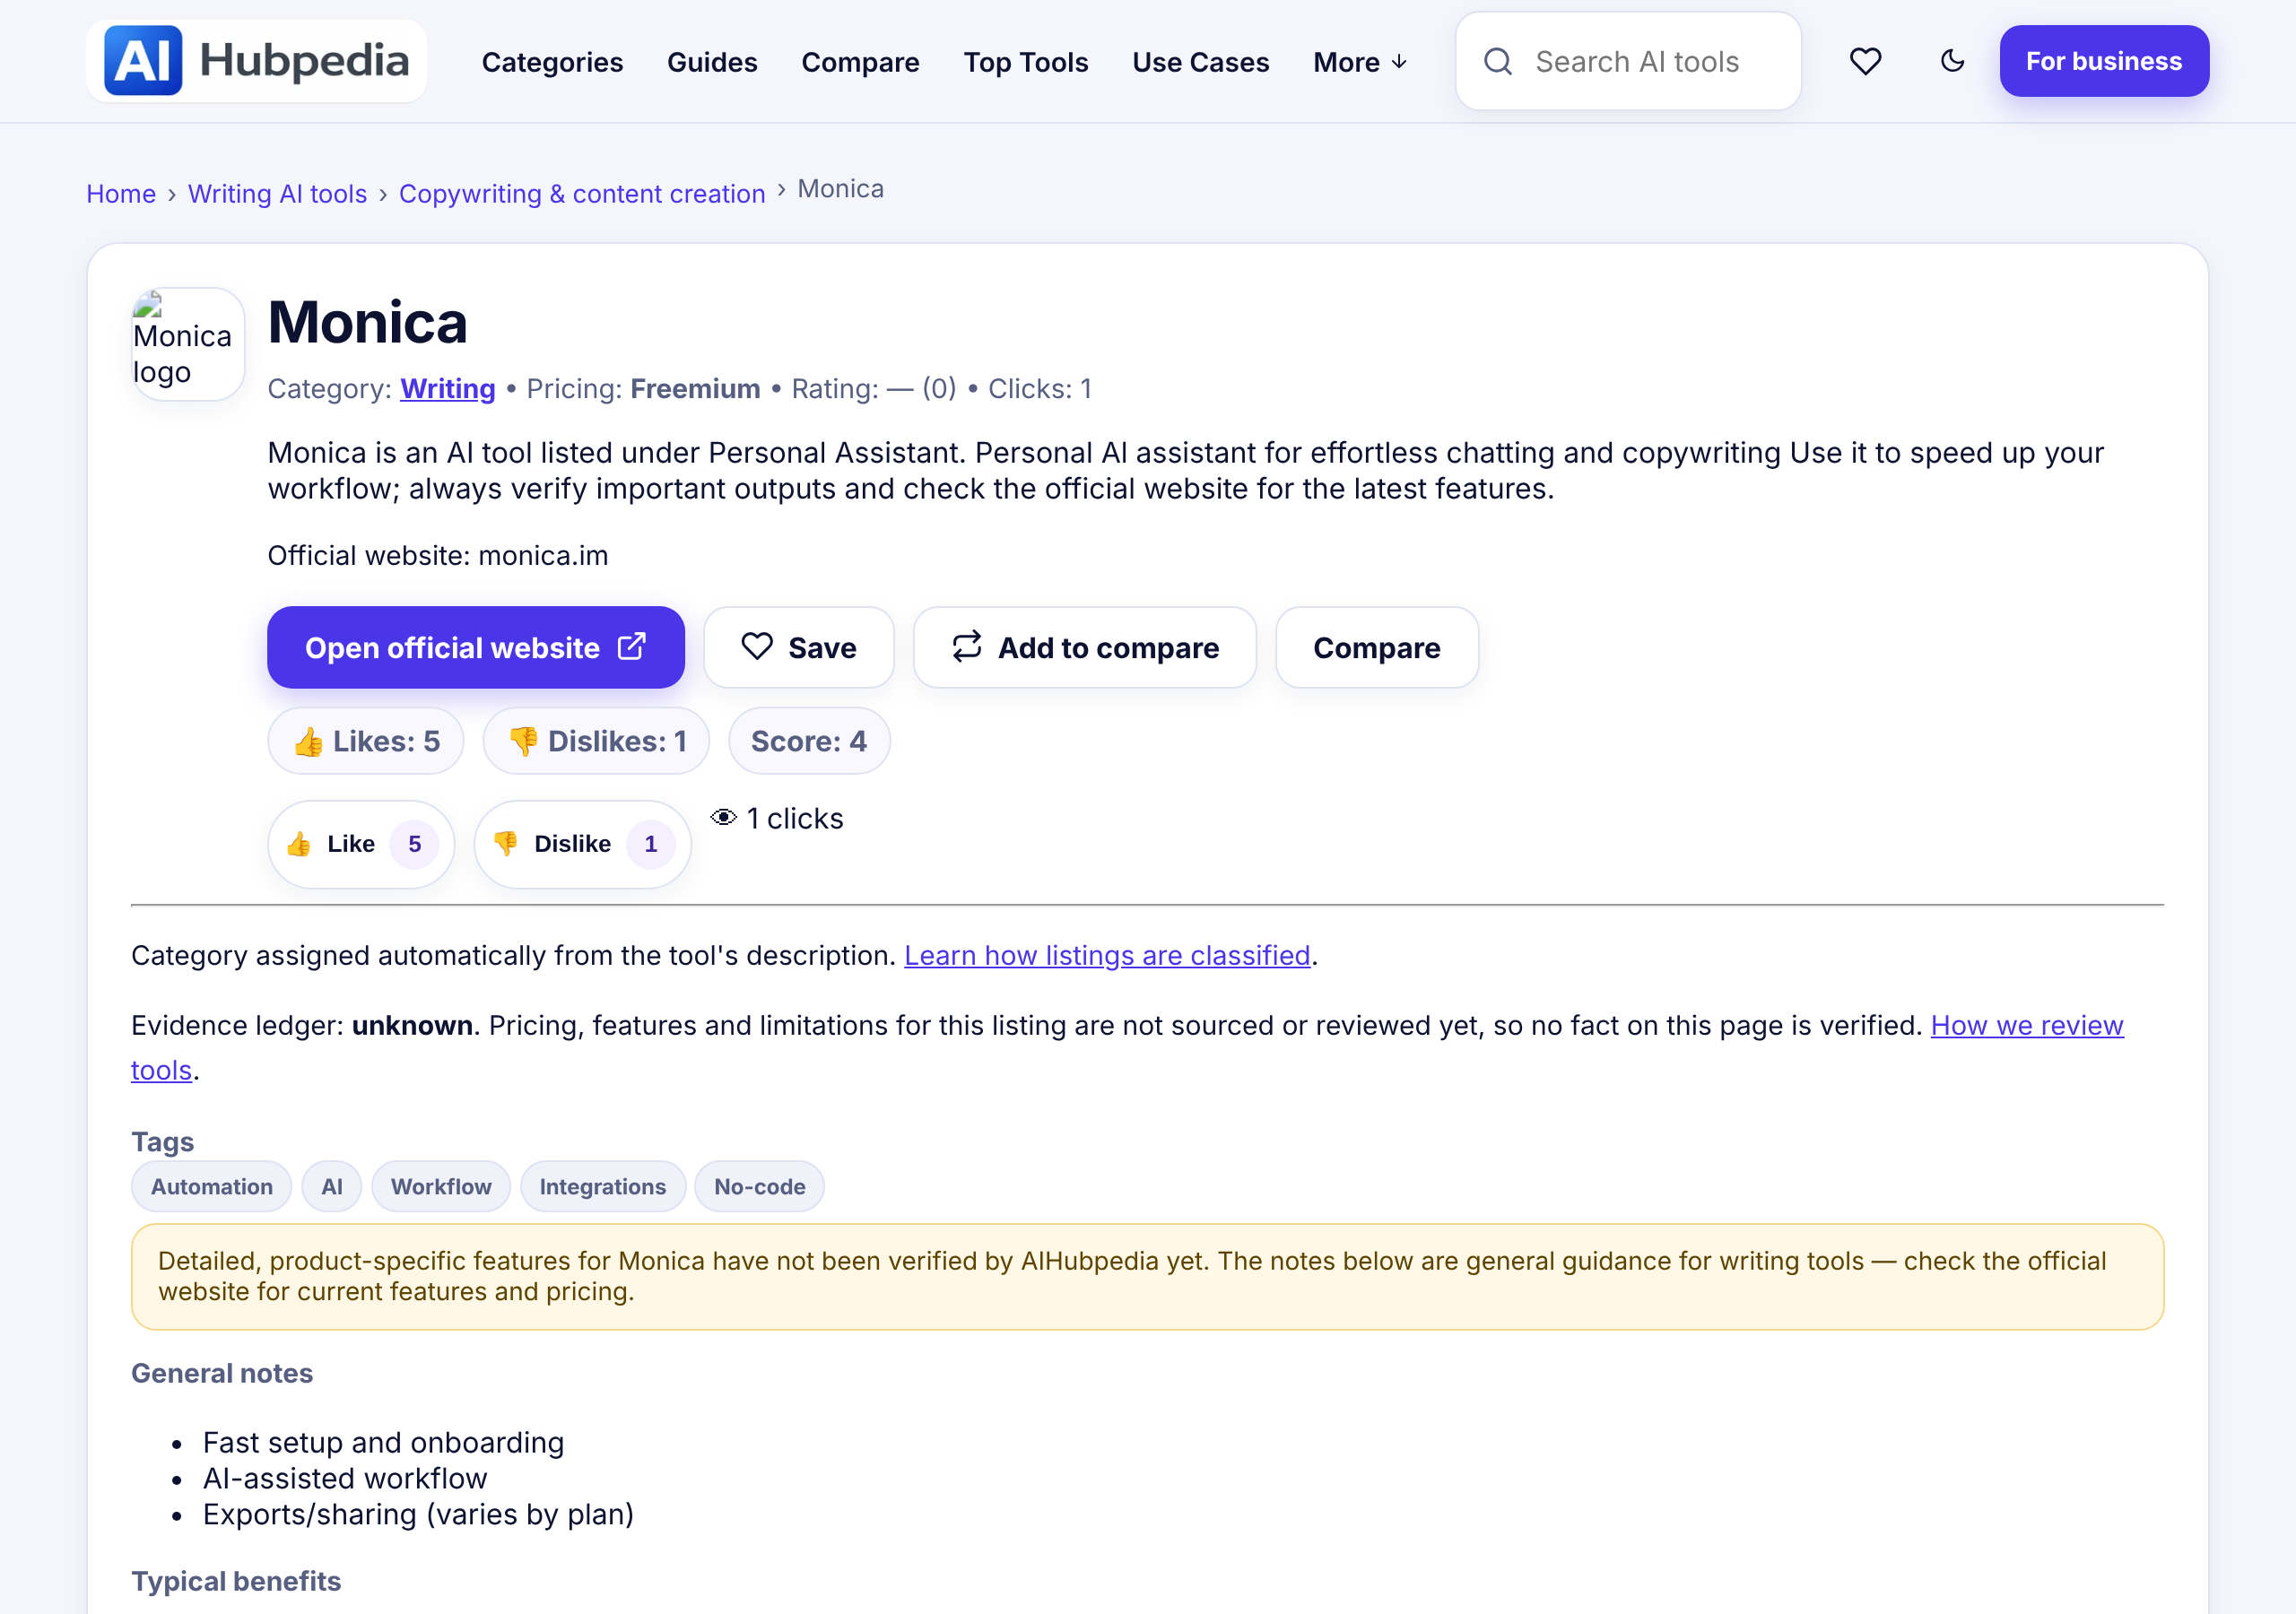 AI Hubpedia
Categories Guides Compare Top Tools Use Cases More ↓
Search AI tools
For business
Home › Writing AI tools › Copywriting & content creation › Monica
Monica logo
Monica
Category: Writing • Pricing: Freemium • Rating: — (0) • Clicks: 1
Monica is an AI tool listed under Personal Assistant. Personal AI assistant for effortless chatting and copywriting Use it to speed up your
workflow; always verify important outputs and check the official website for the latest features.
Official website: monica.im
Open official website
Save
Add to compare
Compare
👍 Likes: 5
👎 Dislikes: 1
Score: 4
👍 Like 5
👎 Dislike 1
👁 1 clicks
Category assigned automatically from the tool's description. Learn how listings are classified.
Evidence ledger: unknown. Pricing, features and limitations for this listing are not sourced or reviewed yet, so no fact on this page is verified. How we review
tools.
Tags
Automation AI Workflow Integrations No-code
Detailed, product-specific features for Monica have not been verified by AIHubpedia yet. The notes below are general guidance for writing tools — check the official
website for current features and pricing.
General notes
• Fast setup and onboarding
• AI-assisted workflow
• Exports/sharing (varies by plan)
Typical benefits